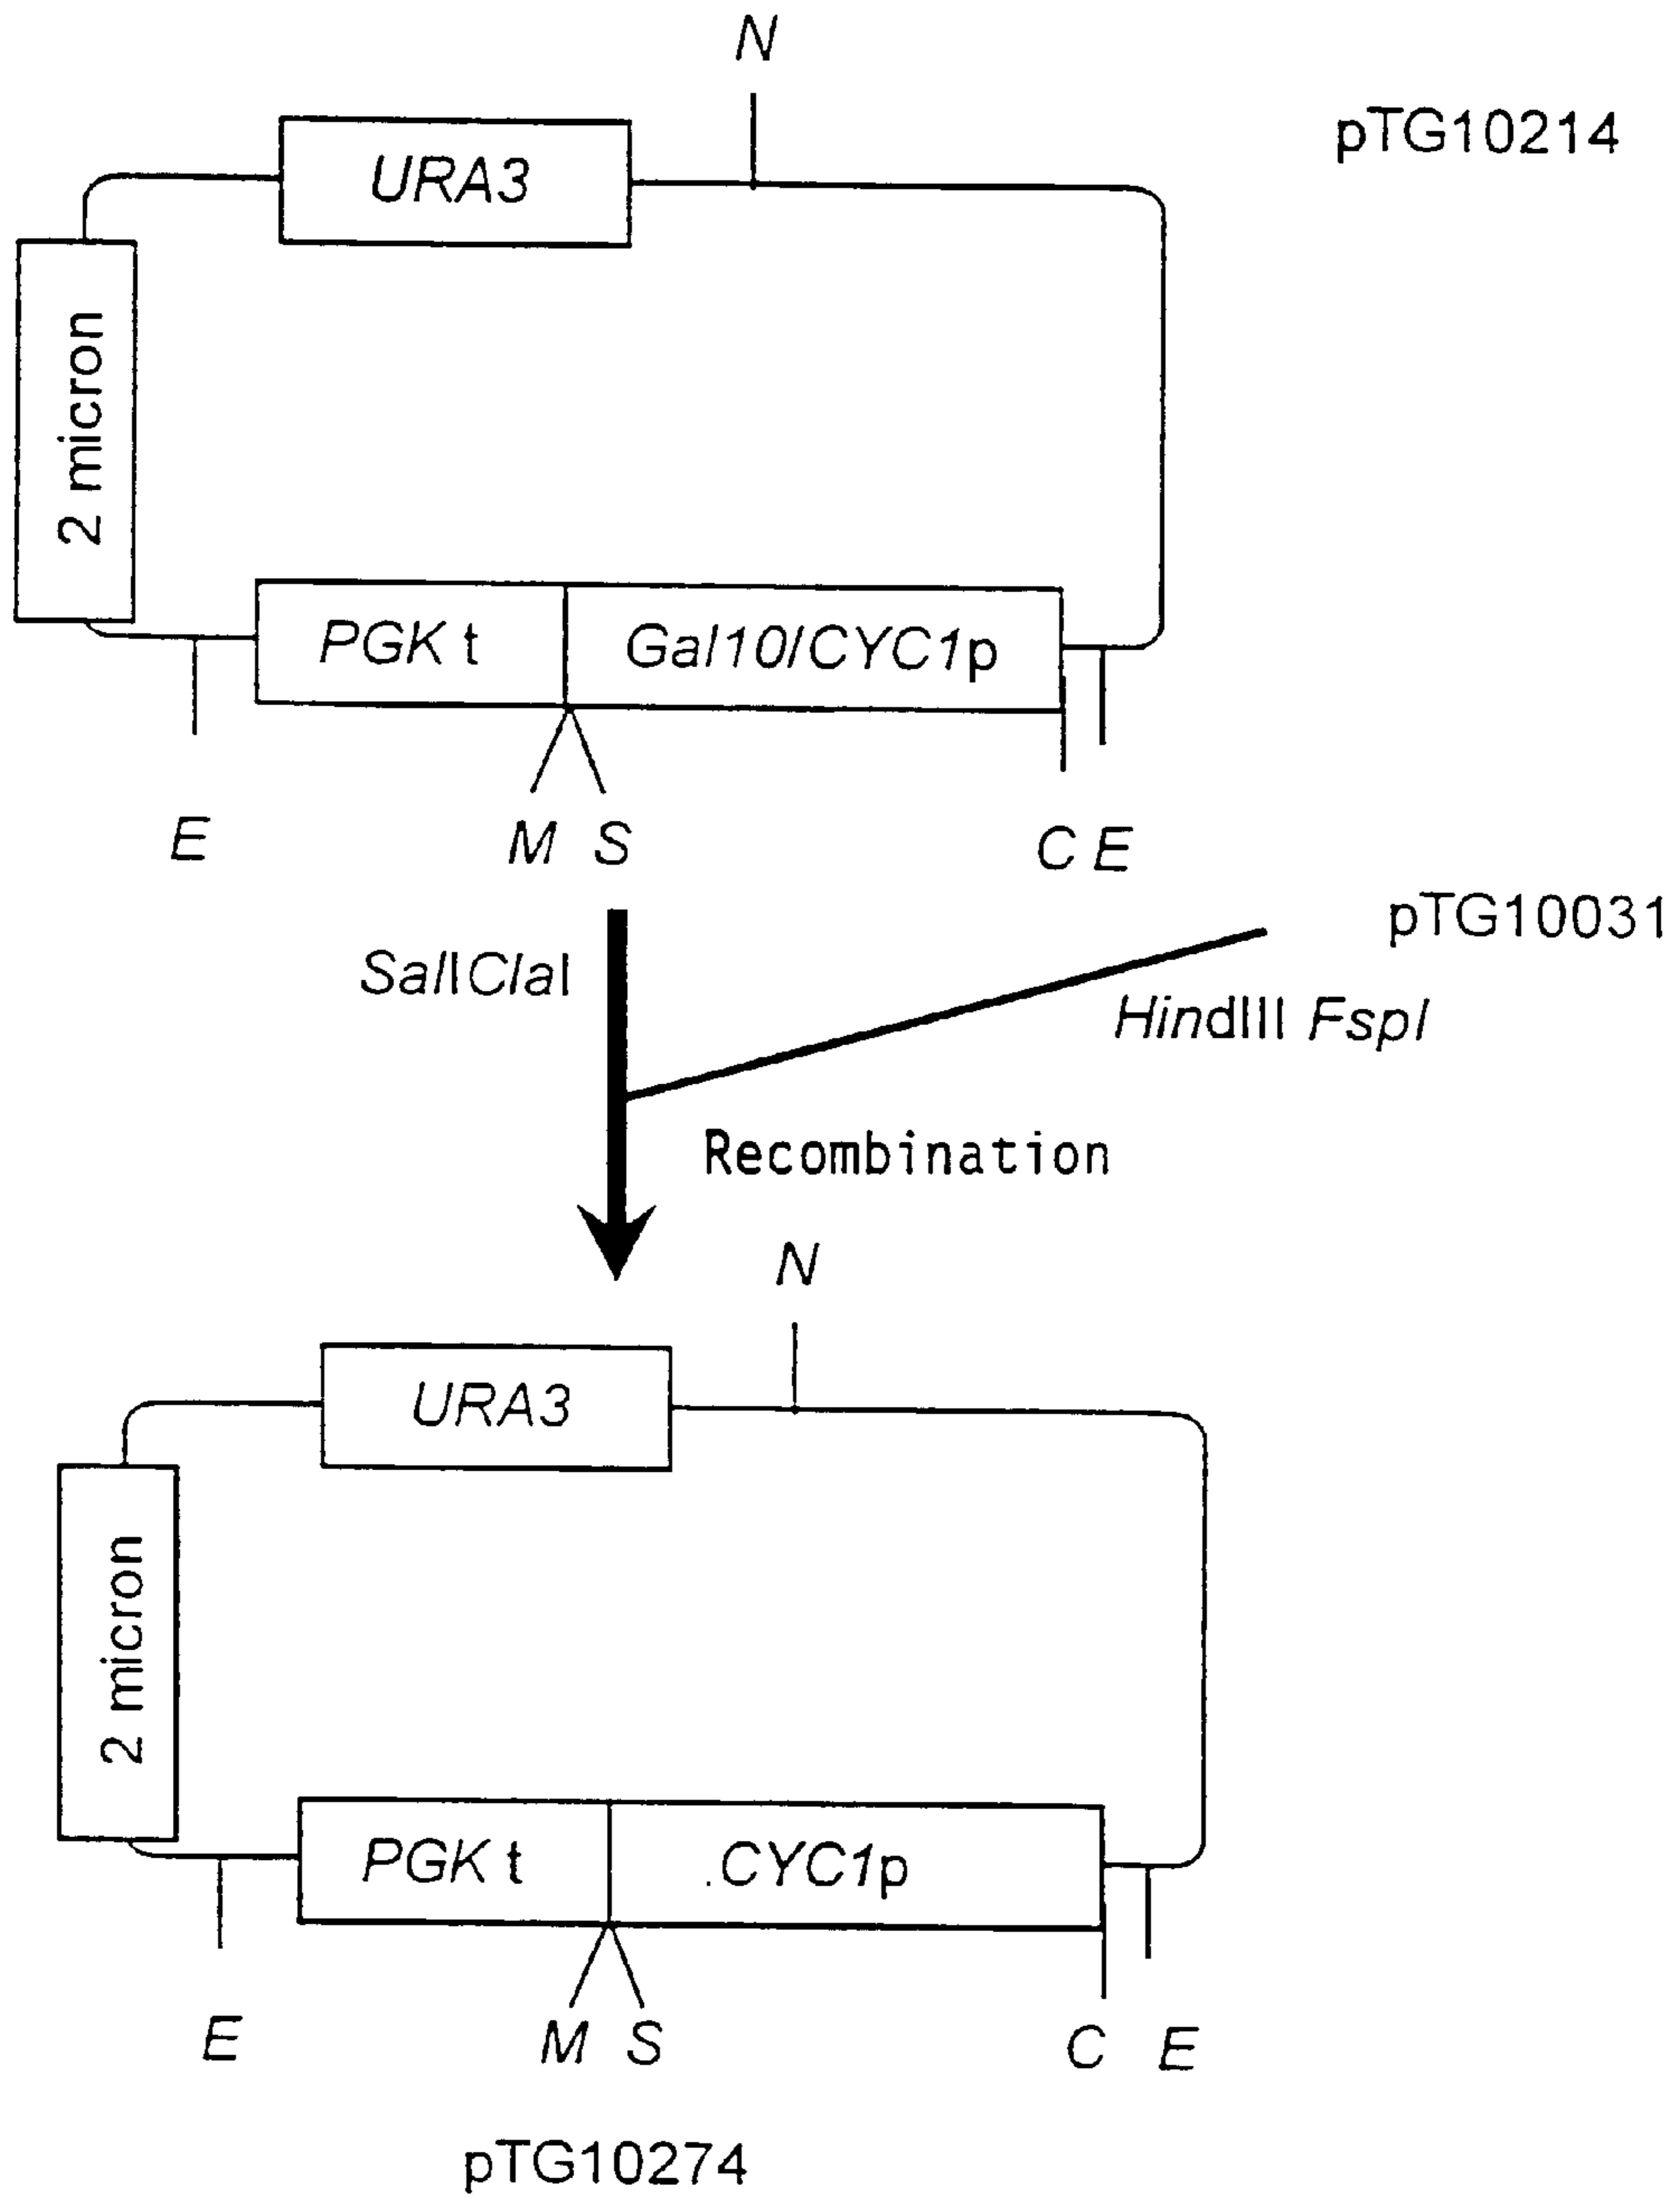 N
pTG10214
URA3
2 micron
PGK t
Gal10/CYC1p
E
M S
C E
pTG10031
SalIClaI
HindIII FspI
Recombination
N
URA3
2 micron
PGK t
.CYC1p
E
M S
C E
pTG10274